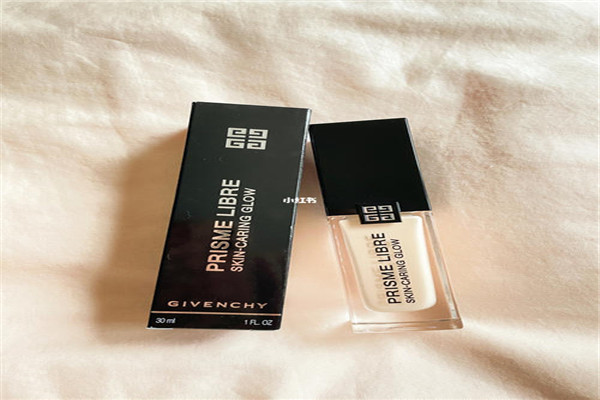 PRISME LIBRE
SKIN-CARING GLOW
GIVENCHY
30 ml
1 FL. OZ
小红书
PRISME LIBRE
SKIN-CARING GLOW